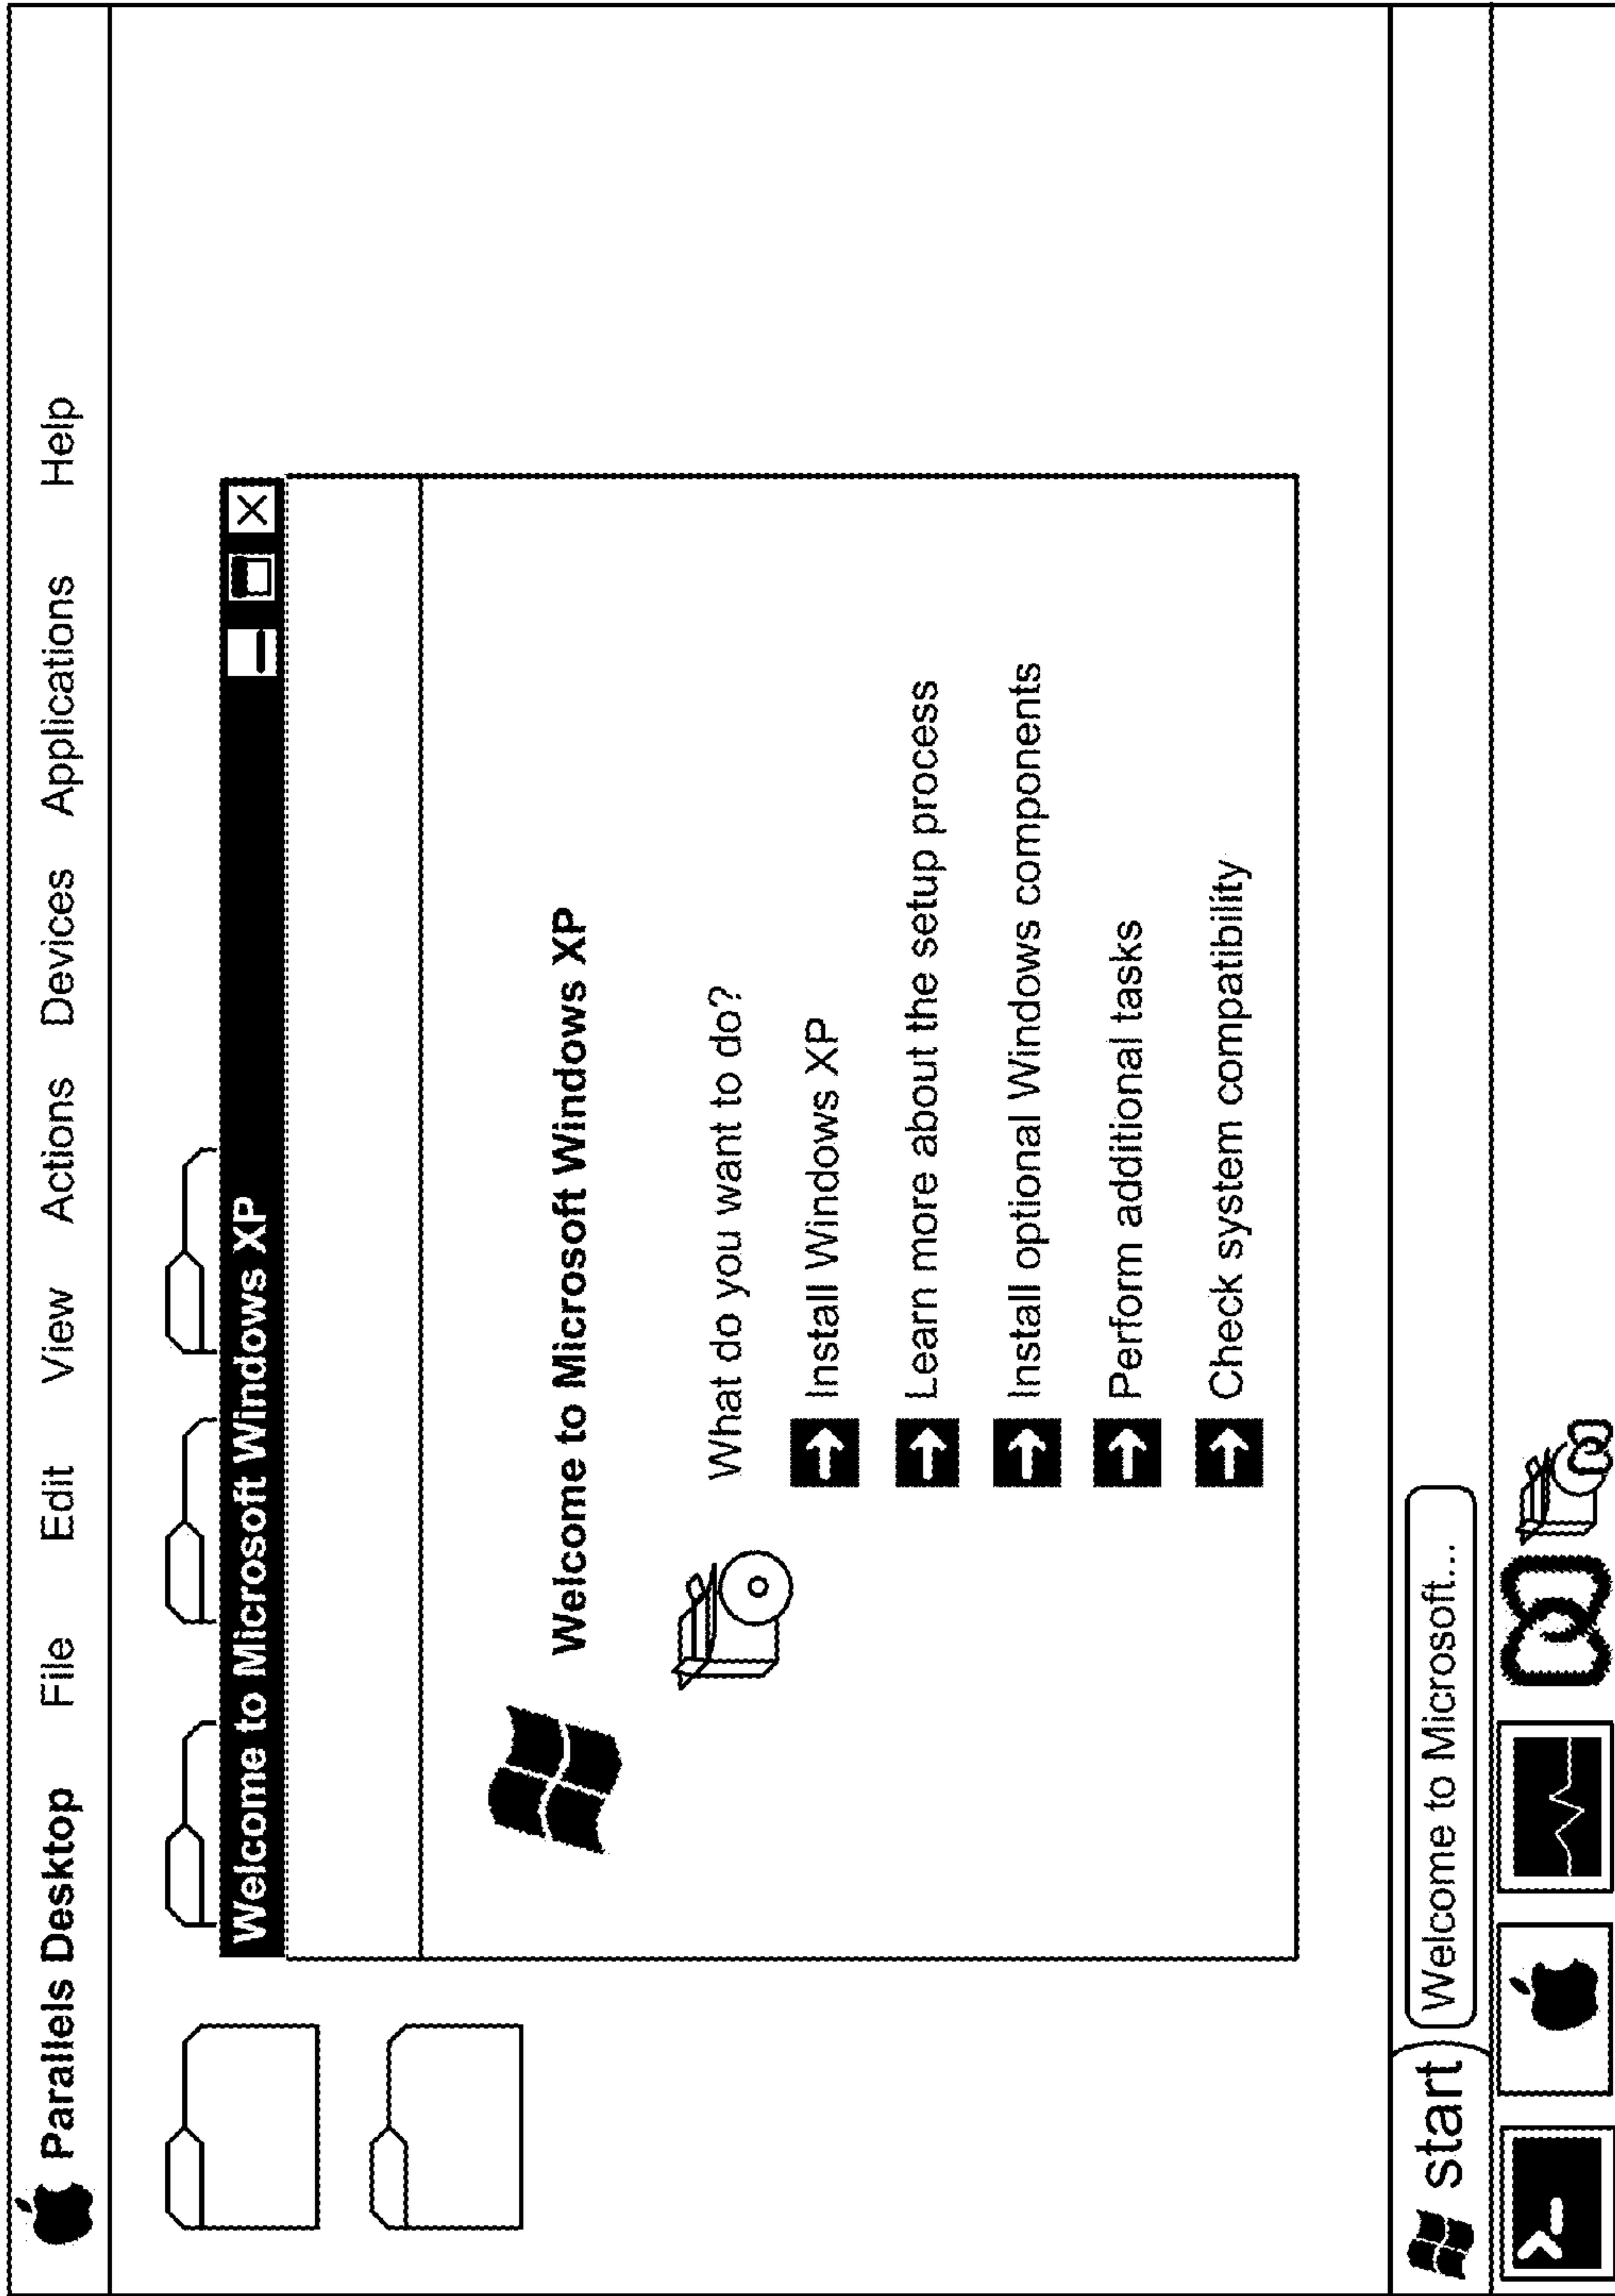 Parallels Desktop File Edit View Actions Devices Applications Help
Welcome to Microsoft Windows XP
Welcome to Microsoft Windows XP
What do you want to do?
Install Windows XP
Learn more about the setup process
Install optional Windows components
Perform additional tasks
Check system compatibility
start Welcome to Microsoft...